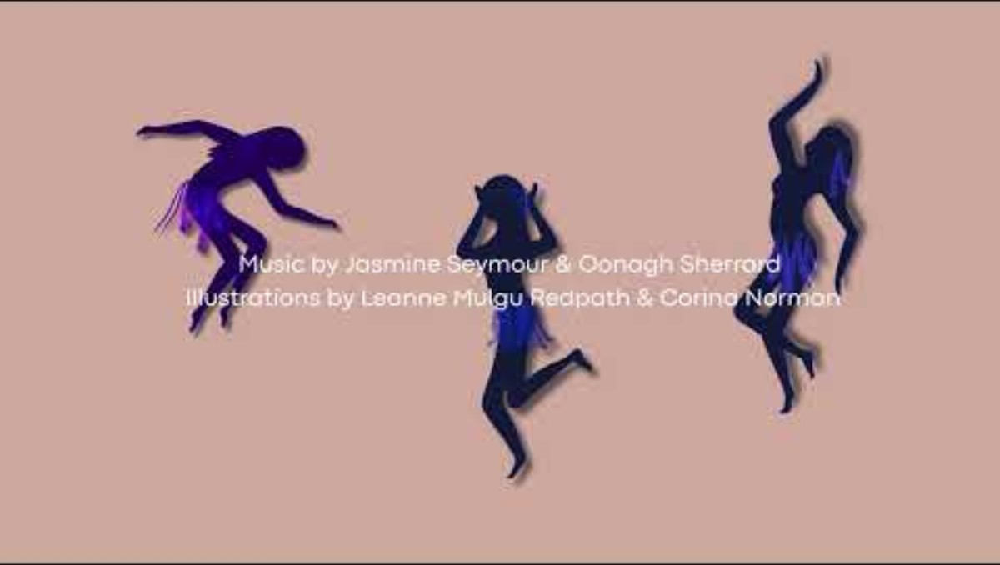 Music by Jasmine Seymour & Oonagh Sherrard
Illustrations by Leanne Mulgu Redpath & Corina Norman